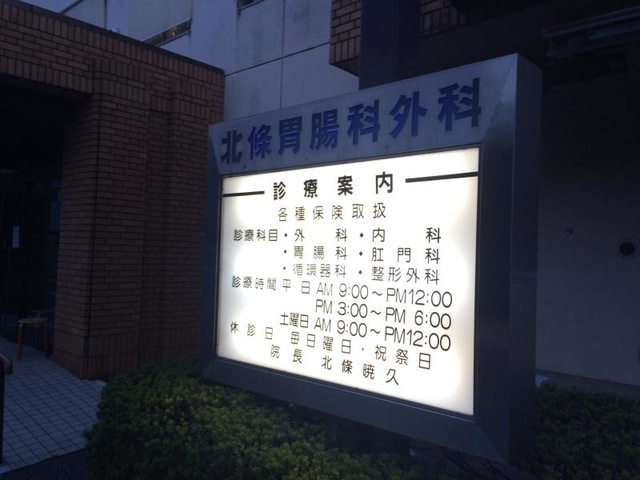 北條胃腸科外科
診療案内
各種保険取扱
診療科目・外科・内科
・胃腸科・肛門科
・循環器科・整形外科
診療時間 平日 AM 9:00〜PM12:00
PM 3:00〜PM 6:00
土曜日 AM 9:00〜PM12:00
休診日 毎日曜日・祝祭日
院長 北條暁久